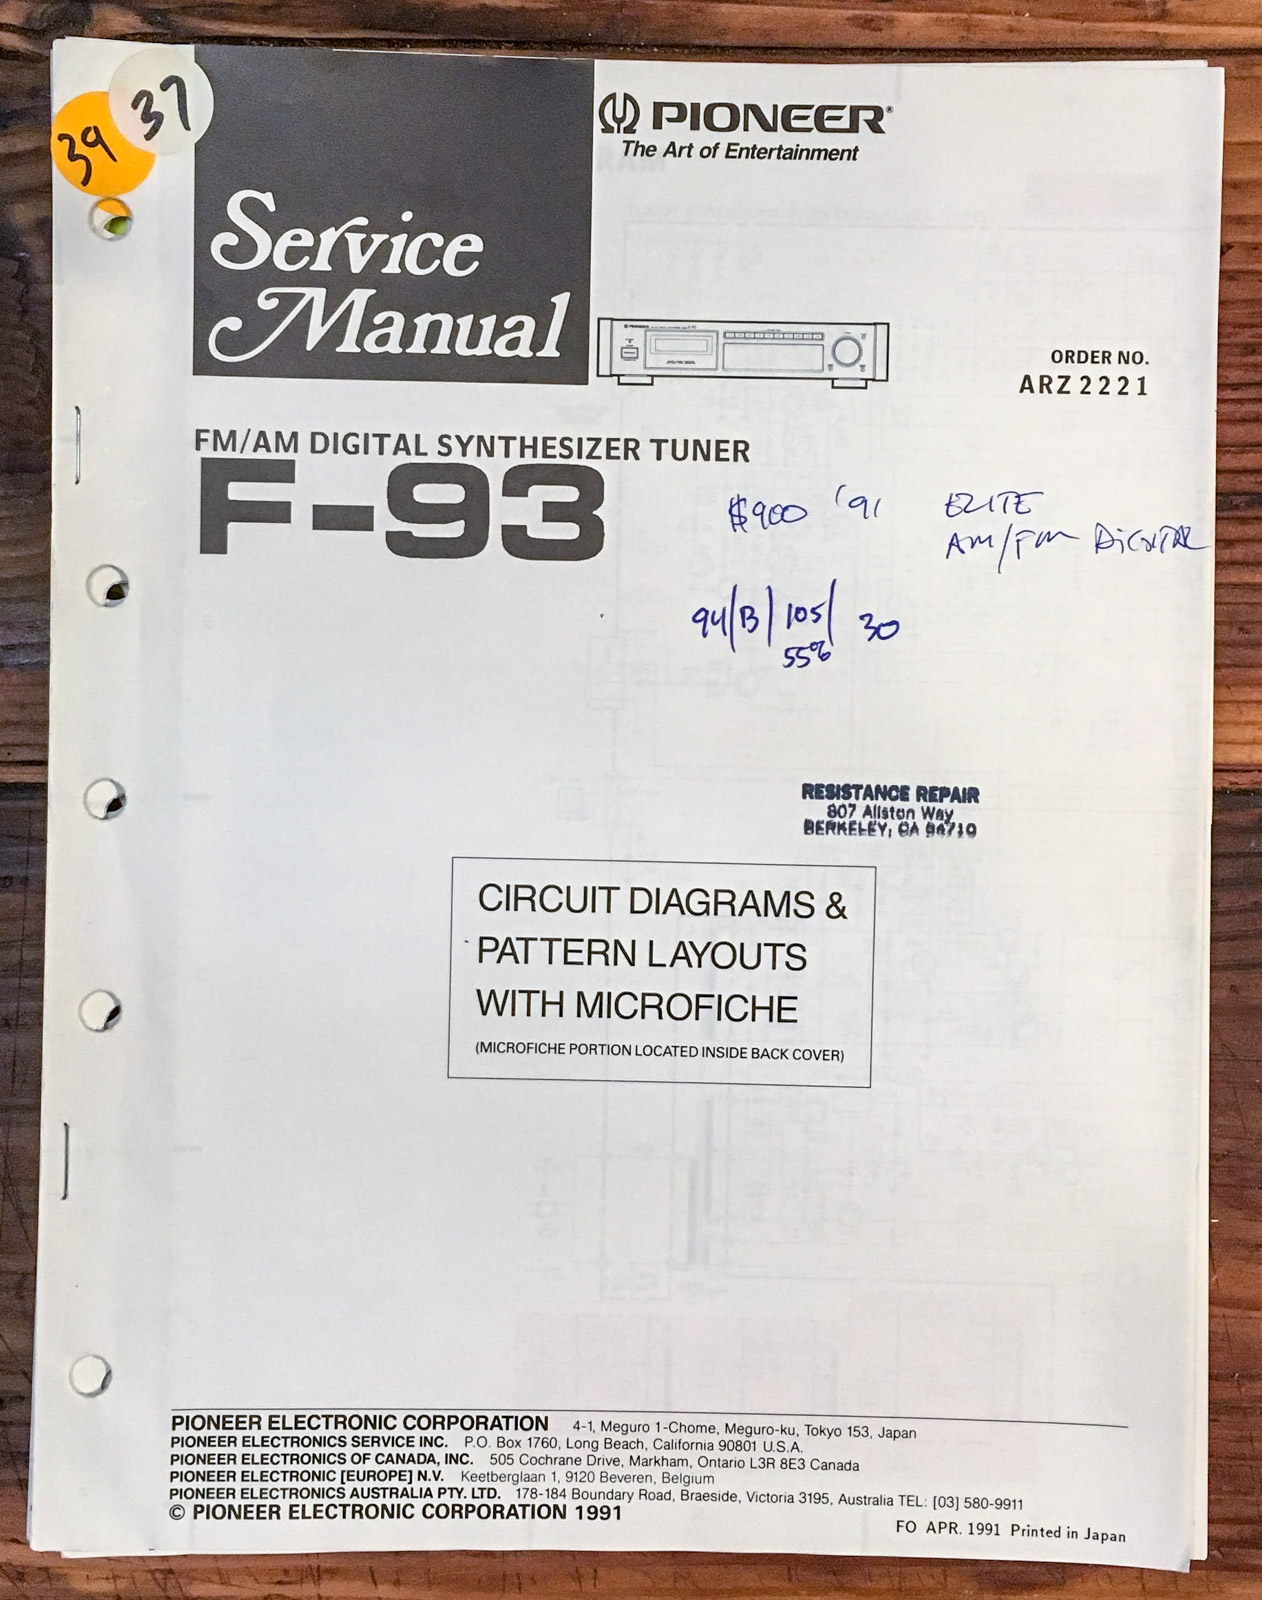 37
39
PIONEER®
The Art of Entertainment
Service
Manual
ORDER NO.
ARZ2221
FM/AM DIGITAL SYNTHESIZER TUNER
F-93
$900 '91 ELITE
AM/FM DIGITAL
94/B/105/30
55%
RESISTANCE REPAIR
807 Allston Way
BERKELEY, CA 94710
CIRCUIT DIAGRAMS &
PATTERN LAYOUTS
WITH MICROFICHE
(MICROFICHE PORTION LOCATED INSIDE BACK COVER)
PIONEER ELECTRONIC CORPORATION 4-1, Meguro 1-Chome, Meguro-ku, Tokyo 153, Japan
PIONEER ELECTRONICS SERVICE INC. P.O. Box 1760, Long Beach, California 90801 U.S.A.
PIONEER ELECTRONICS OF CANADA, INC. 505 Cochrane Drive, Markham, Ontario L3R 8E3 Canada
PIONEER ELECTRONIC [EUROPE] N.V. Keetberglaan 1, 9120 Beveren, Belgium
PIONEER ELECTRONICS AUSTRALIA PTY. LTD. 178-184 Boundary Road, Braeside, Victoria 3195, Australia TEL: [03] 580-9911
© PIONEER ELECTRONIC CORPORATION 1991
FO APR. 1991 Printed in Japan